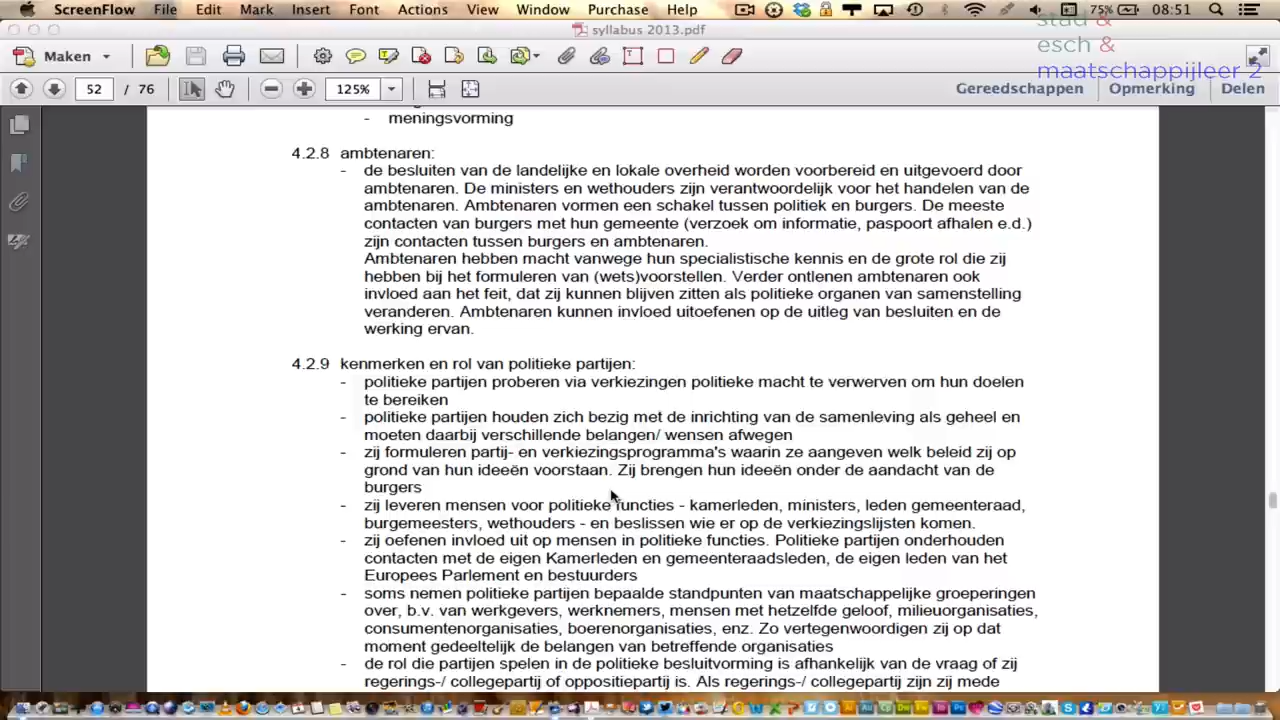 ScreenFlow File Edit Mark Insert Font Actions View Window Purchase Help 75% 08:51
syllabus 2013.pdf
stad &
esch &
maatschappijleer 2
Maken
52 / 76 125% Gereedschappen Opmerking Delen
- meningsvorming
4.2.8 ambtenaren:
- de besluiten van de landelijke en lokale overheid worden voorbereid en uitgevoerd door
ambtenaren. De ministers en wethouders zijn verantwoordelijk voor het handelen van de
ambtenaren. Ambtenaren vormen een schakel tussen politiek en burgers. De meeste
contacten van burgers met hun gemeente (verzoek om informatie, paspoort afhalen e.d.)
zijn contacten tussen burgers en ambtenaren.
Ambtenaren hebben macht vanwege hun specialistische kennis en de grote rol die zij
hebben bij het formuleren van (wets)voorstellen. Verder ontlenen ambtenaren ook
invloed aan het feit, dat zij kunnen blijven zitten als politieke organen van samenstelling
veranderen. Ambtenaren kunnen invloed uitoefenen op de uitleg van besluiten en de
werking ervan.
4.2.9 kenmerken en rol van politieke partijen:
- politieke partijen proberen via verkiezingen politieke macht te verwerven om hun doelen
te bereiken
- politieke partijen houden zich bezig met de inrichting van de samenleving als geheel en
moeten daarbij verschillende belangen/ wensen afwegen
- zij formuleren partij- en verkiezingsprogramma's waarin ze aangeven welk beleid zij op
grond van hun ideeën voorstaan. Zij brengen hun ideeën onder de aandacht van de
burgers
- zij leveren mensen voor politieke functies - kamerleden, ministers, leden gemeenteraad,
burgemeesters, wethouders - en beslissen wie er op de verkiezingslijsten komen.
- zij oefenen invloed uit op mensen in politieke functies. Politieke partijen onderhouden
contacten met de eigen Kamerleden en gemeenteraadsleden, de eigen leden van het
Europees Parlement en bestuurders
- soms nemen politieke partijen bepaalde standpunten van maatschappelijke groeperingen
over, b.v. van werkgevers, werknemers, mensen met hetzelfde geloof, milieuorganisaties,
consumentenorganisaties, boerenorganisaties, enz. Zo vertegenwoordigen zij op dat
moment gedeeltelijk de belangen van betreffende organisaties
- de rol die partijen spelen in de politieke besluitvorming is afhankelijk van de vraag of zij
regerings-/ collegepartij of oppositiepartij is. Als regerings-/ collegepartij zijn zij mede